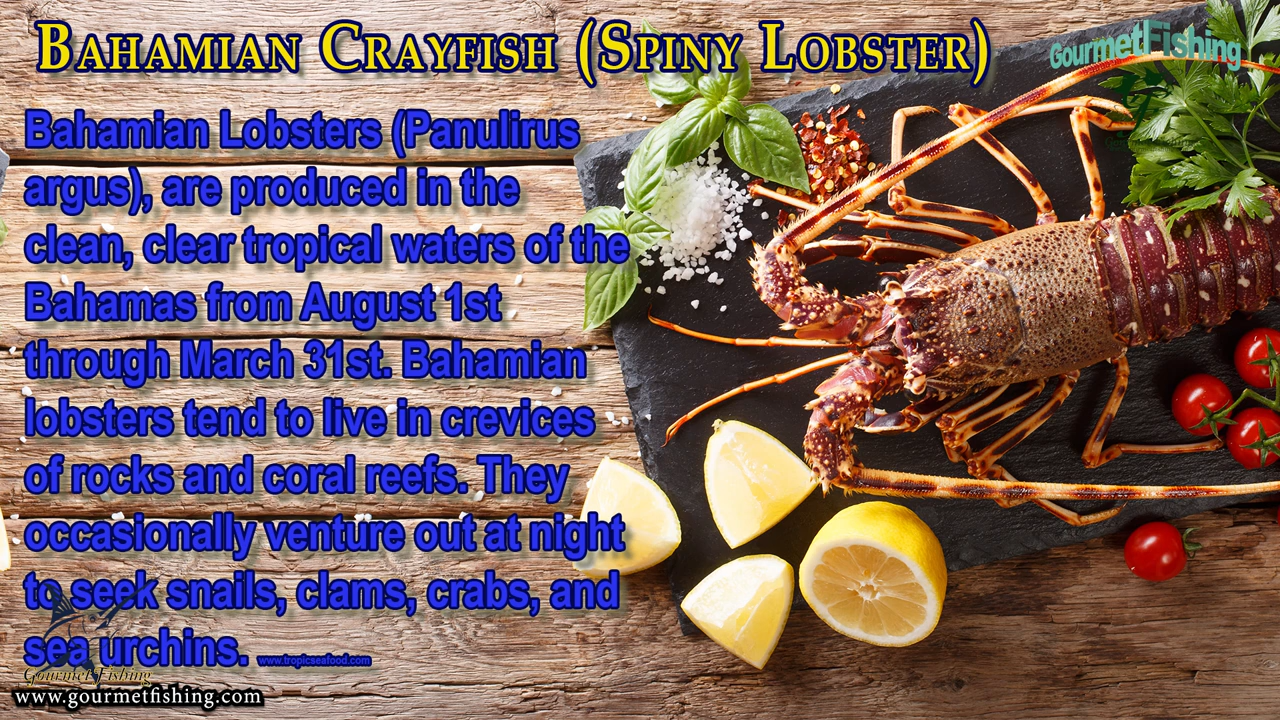 Bahamian Crayfish (Spiny Lobster)
GourmetFishing
Bahamian Lobsters (Panulirus
argus), are produced in the
clean, clear tropical waters of the
Bahamas from August 1st
through March 31st. Bahamian
lobsters tend to live in crevices
of rocks and coral reefs. They
occasionally venture out at night
to seek snails, clams, crabs, and
sea urchins. www.tropicseafood.com
Gourmet Fishing
www.gourmetfishing.com